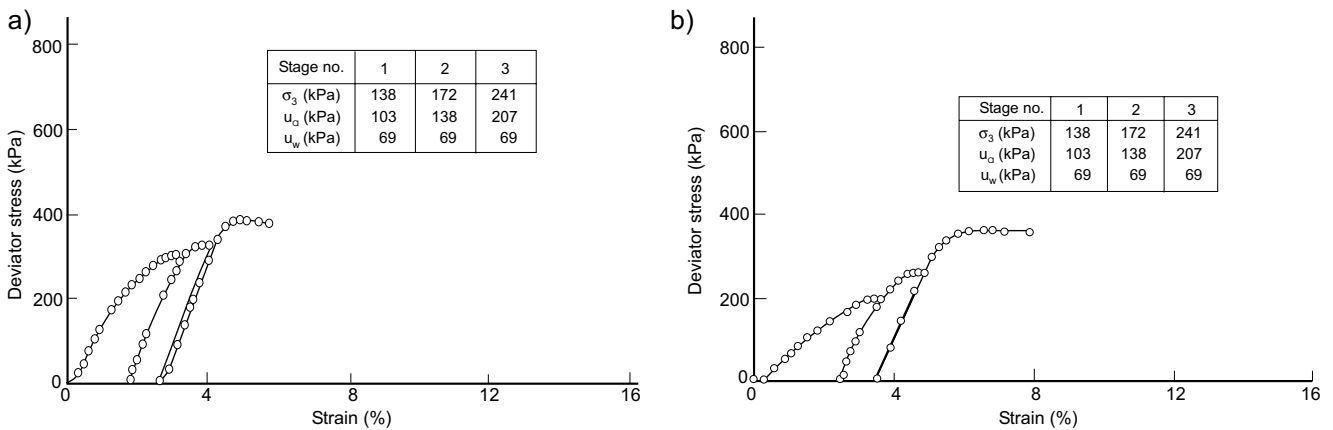 a)
800
600
400
200
0
Deviator stress (kPa)
Stage no. 1 2 3
σ3 (kPa) 138 172 241
uα (kPa) 103 138 207
uw (kPa) 69 69 69
0 4 8 12 16
Strain (%)
b)
800
600
400
200
0
Deviator stress (kPa)
Stage no. 1 2 3
σ3 (kPa) 138 172 241
uα (kPa) 103 138 207
uw (kPa) 69 69 69
0 4 8 12 16
Strain (%)